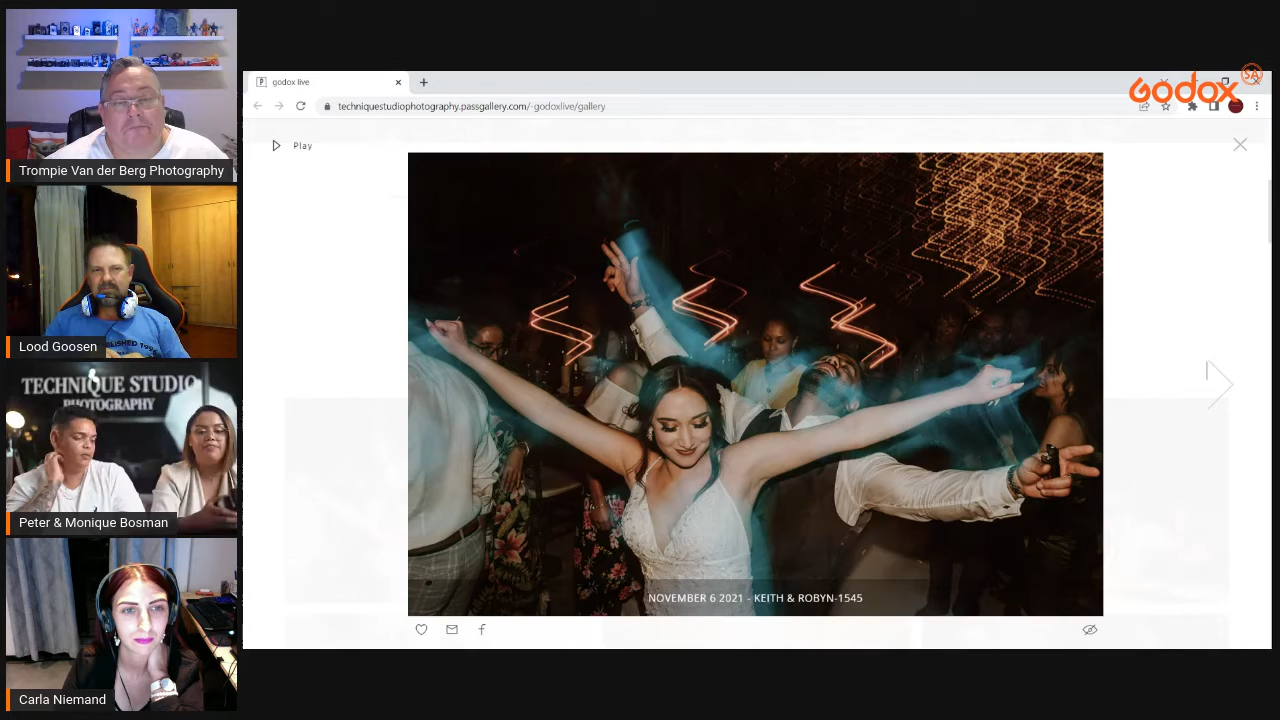 Trompie Van der Berg Photography
Lood Goosen
TECHNIQUE STUDIO
PHOTOGRAPHY
Peter & Monique Bosman
Carla Niemand
godox live
techniquestudiophotography.passgallery.com/-godoxlive/gallery
Godox SA
Play
NOVEMBER 6 2021 - KEITH & ROBYN-1545